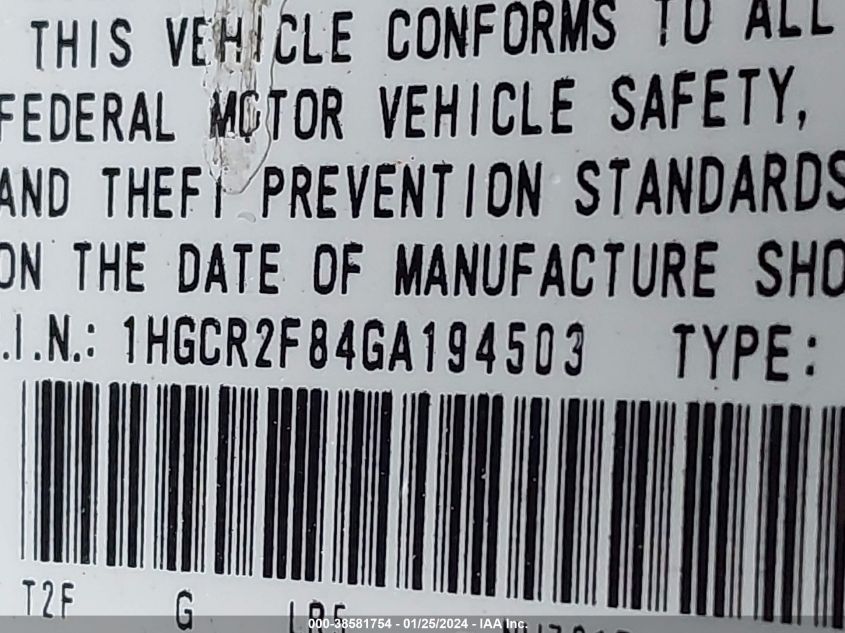 THIS VEHICLE CONFORMS TO ALL
FEDERAL MOTOR VEHICLE SAFETY,
AND THEFT PREVENTION STANDARDS
ON THE DATE OF MANUFACTURE SHO
.I.N.: 1HGCR2F84GA194503 TYPE:
T2F G
000-38581754 - 01/25/2024 - IAA Inc.